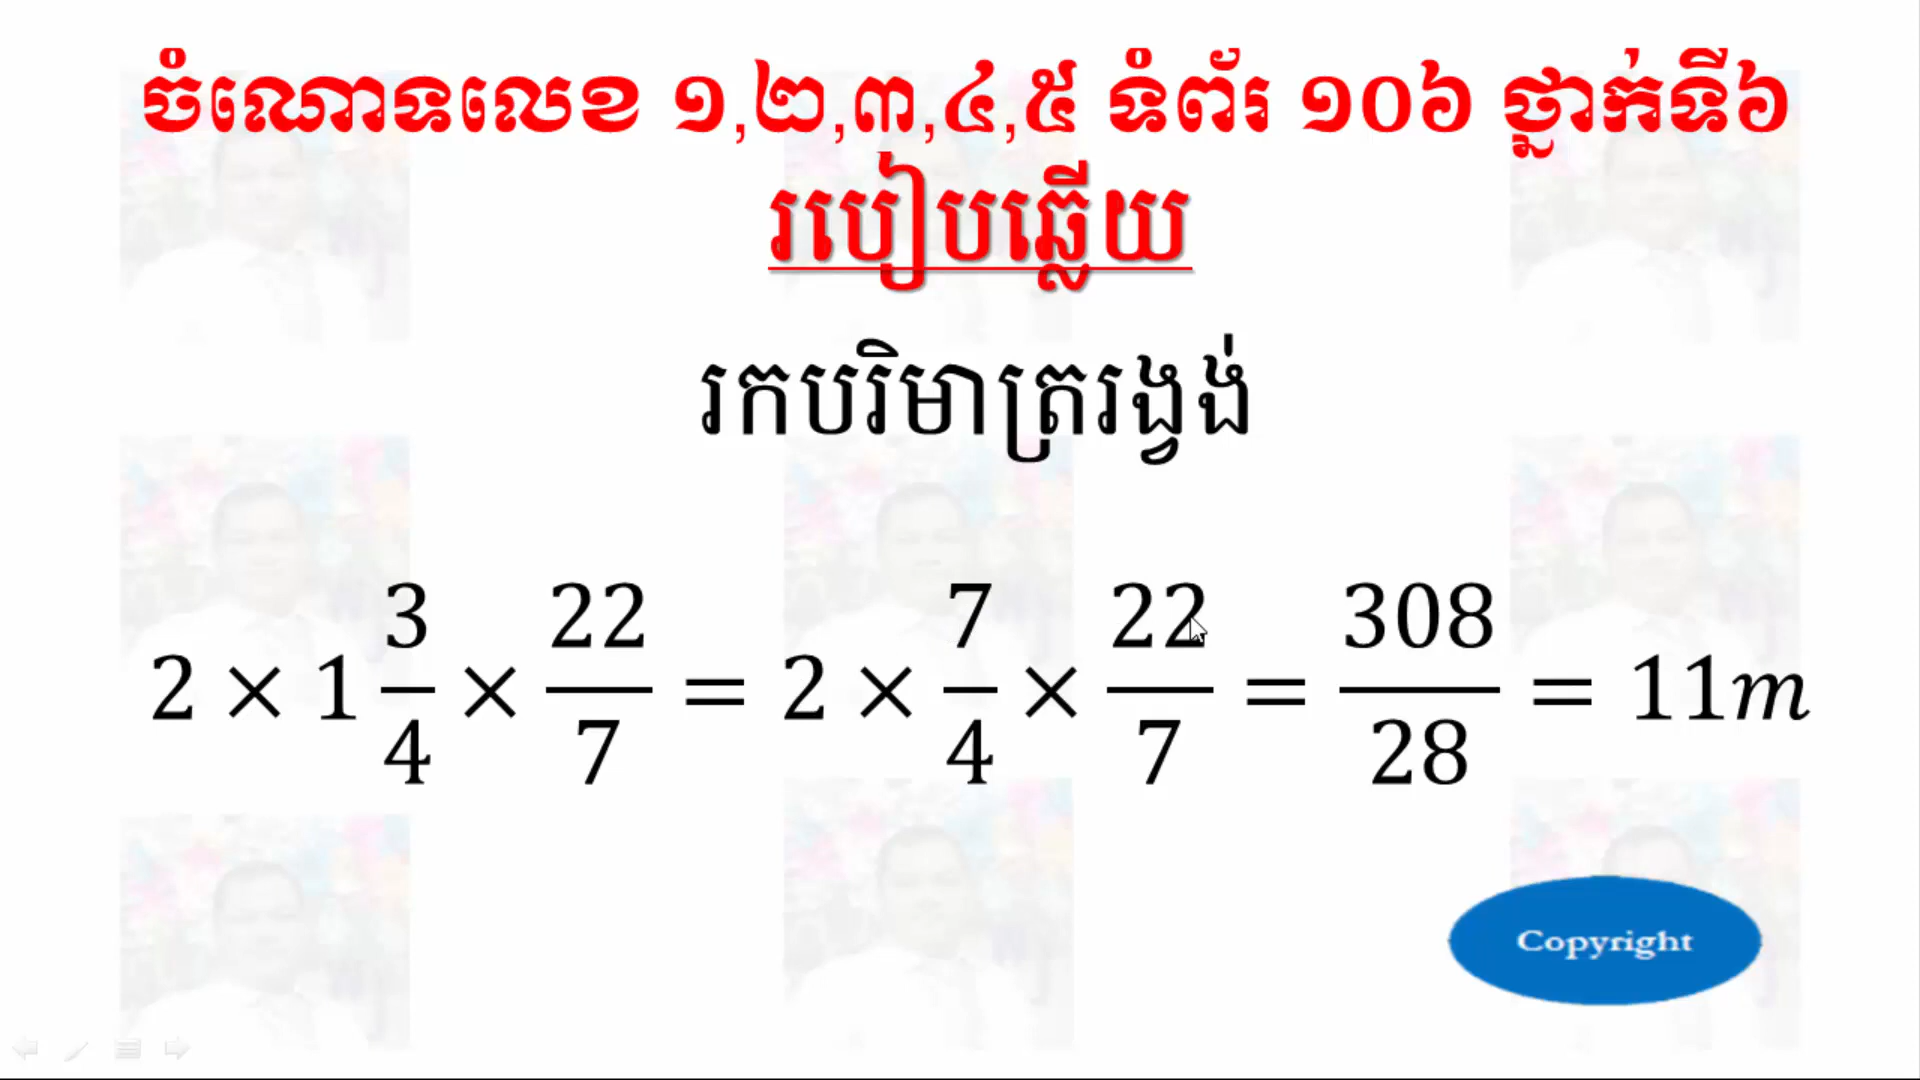 ចំណោទលេខ ១,២,៣,៤,៥ ទំព័រ ១០៦ ថ្នាក់ទី៦
របៀបឆ្លើយ
រកបរិមាត្ររង្វង់
2 × 1 3/4 × 22/7 = 2 × 7/4 × 22/7 = 308/28 = 11m
Copyright